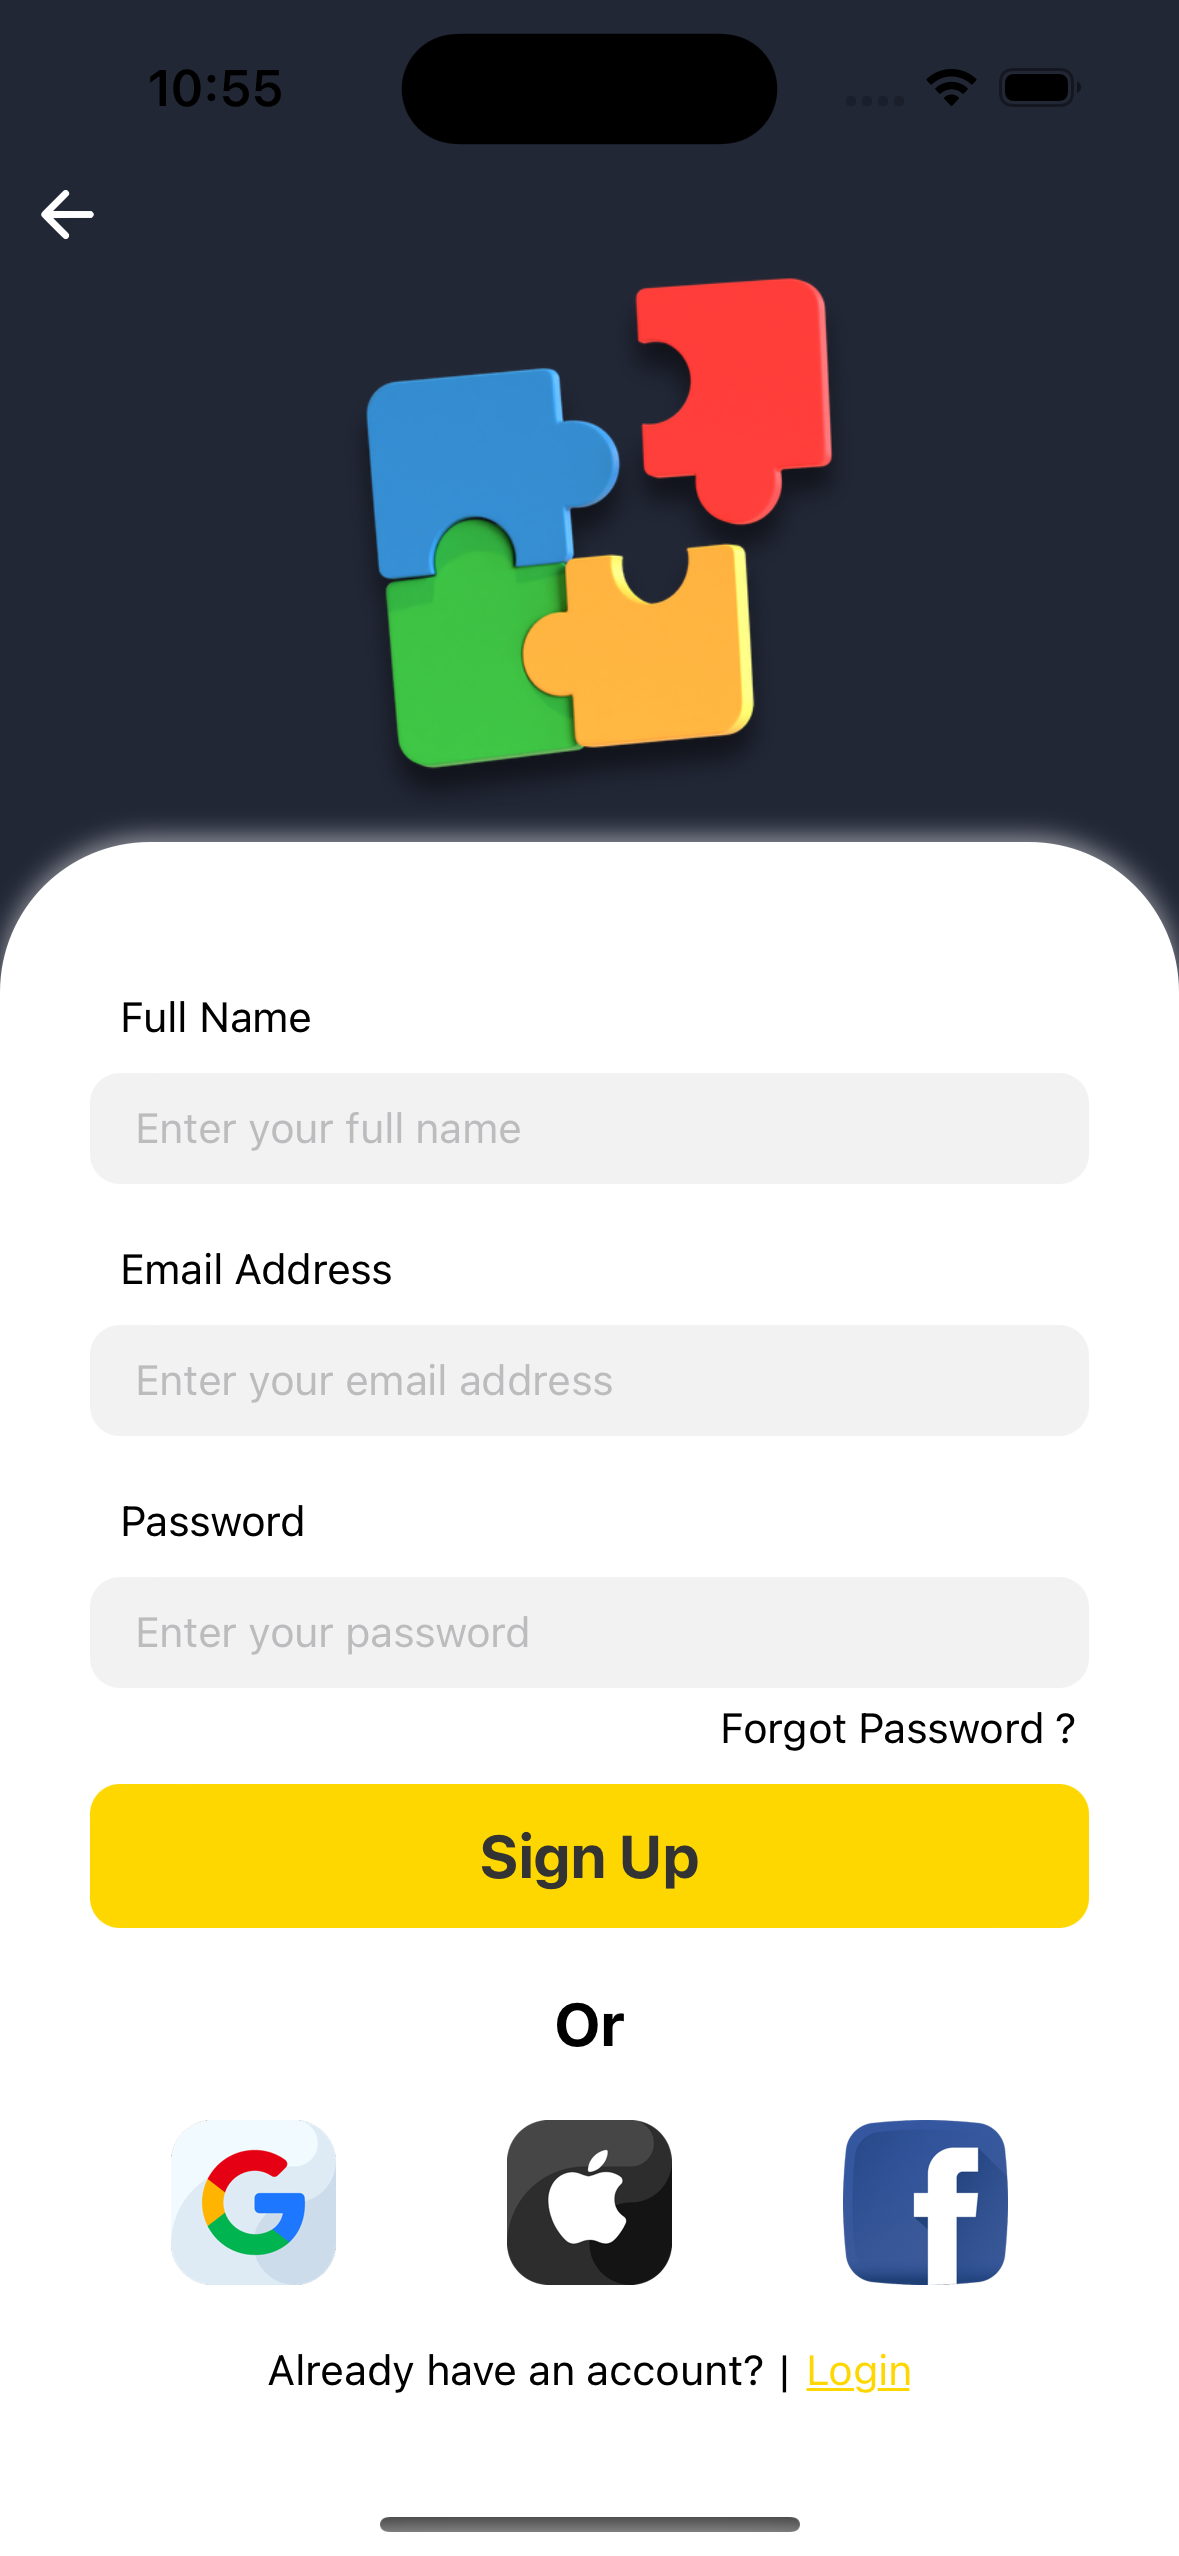 10:55
Full Name
Enter your full name
Email Address
Enter your email address
Password
Enter your password
Forgot Password ?
Sign Up
Or
Already have an account? | Login